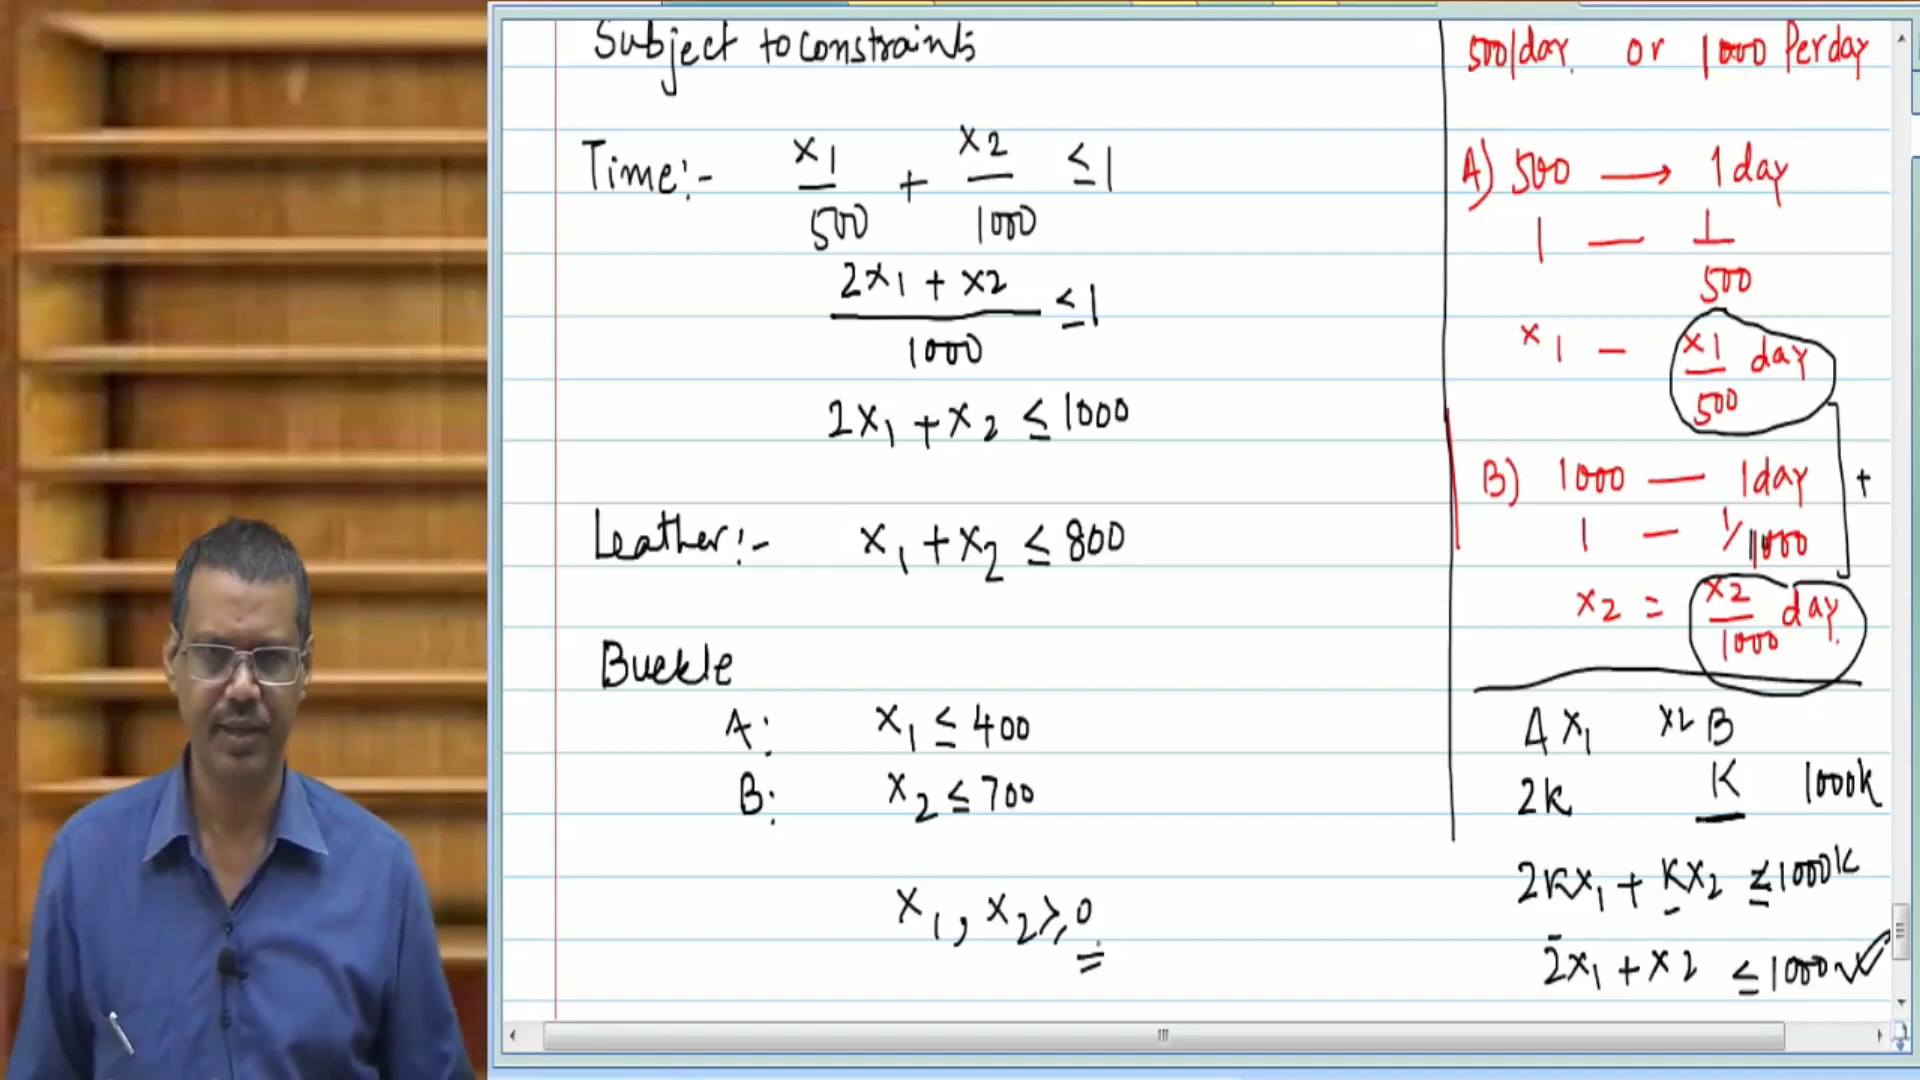 Subject to constraints
Time:- x1/500 + x2/1000 ≤ 1
2x1 + x2 / 1000 ≤ 1
2x1 + x2 ≤ 1000
Leather:- x1 + x2 ≤ 800
Buckle
A: x1 ≤ 400
B: x2 ≤ 700
x1, x2 ≥ 0
500/day. or 1000 Per day
A) 500 → 1 day
1 — 1/500
x1 – x1/500 day
B) 1000 — 1 day +
1 – 1/1000
x2 = x2/1000 day.
A x1 x2 B
2K K 1000K
2Kx1 + Kx2 ≤ 1000K
2x1 + x2 ≤ 1000 ✓